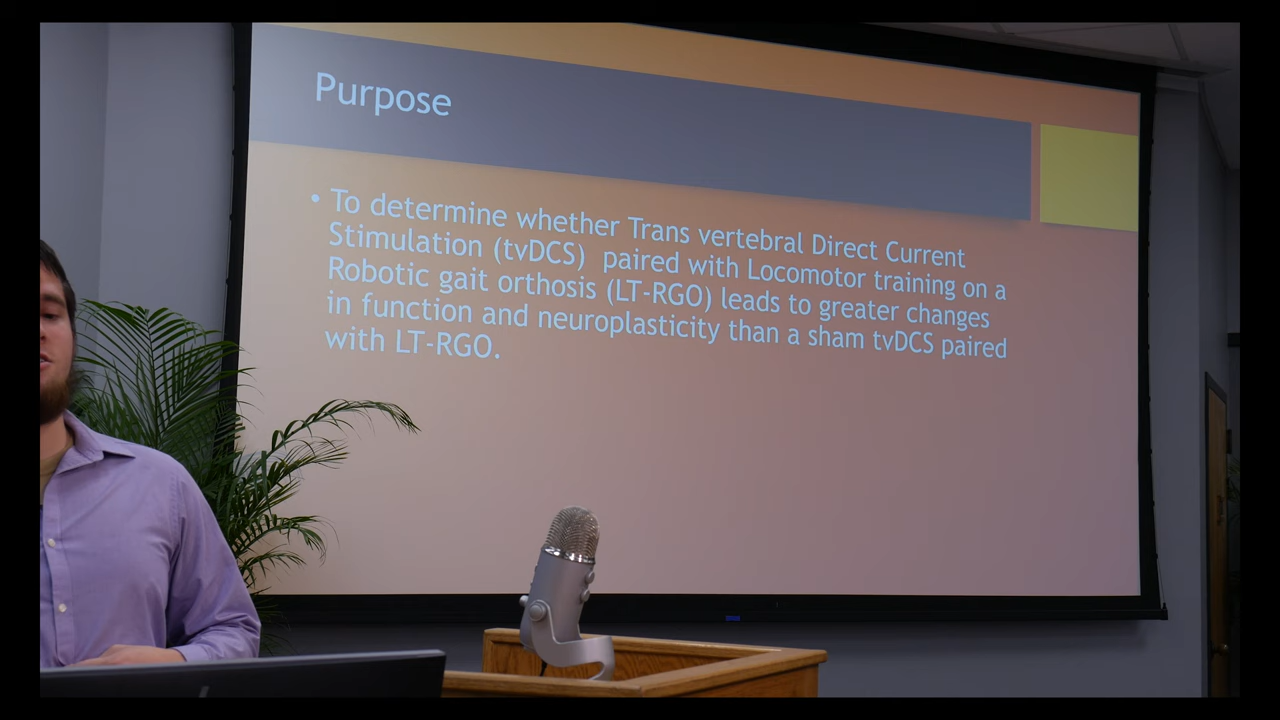 Purpose
• To determine whether Trans vertebral Direct Current
Stimulation (tvDCS) paired with Locomotor training on a
Robotic gait orthosis (LT-RGO) leads to greater changes
in function and neuroplasticity than a sham tvDCS paired
with LT-RGO.